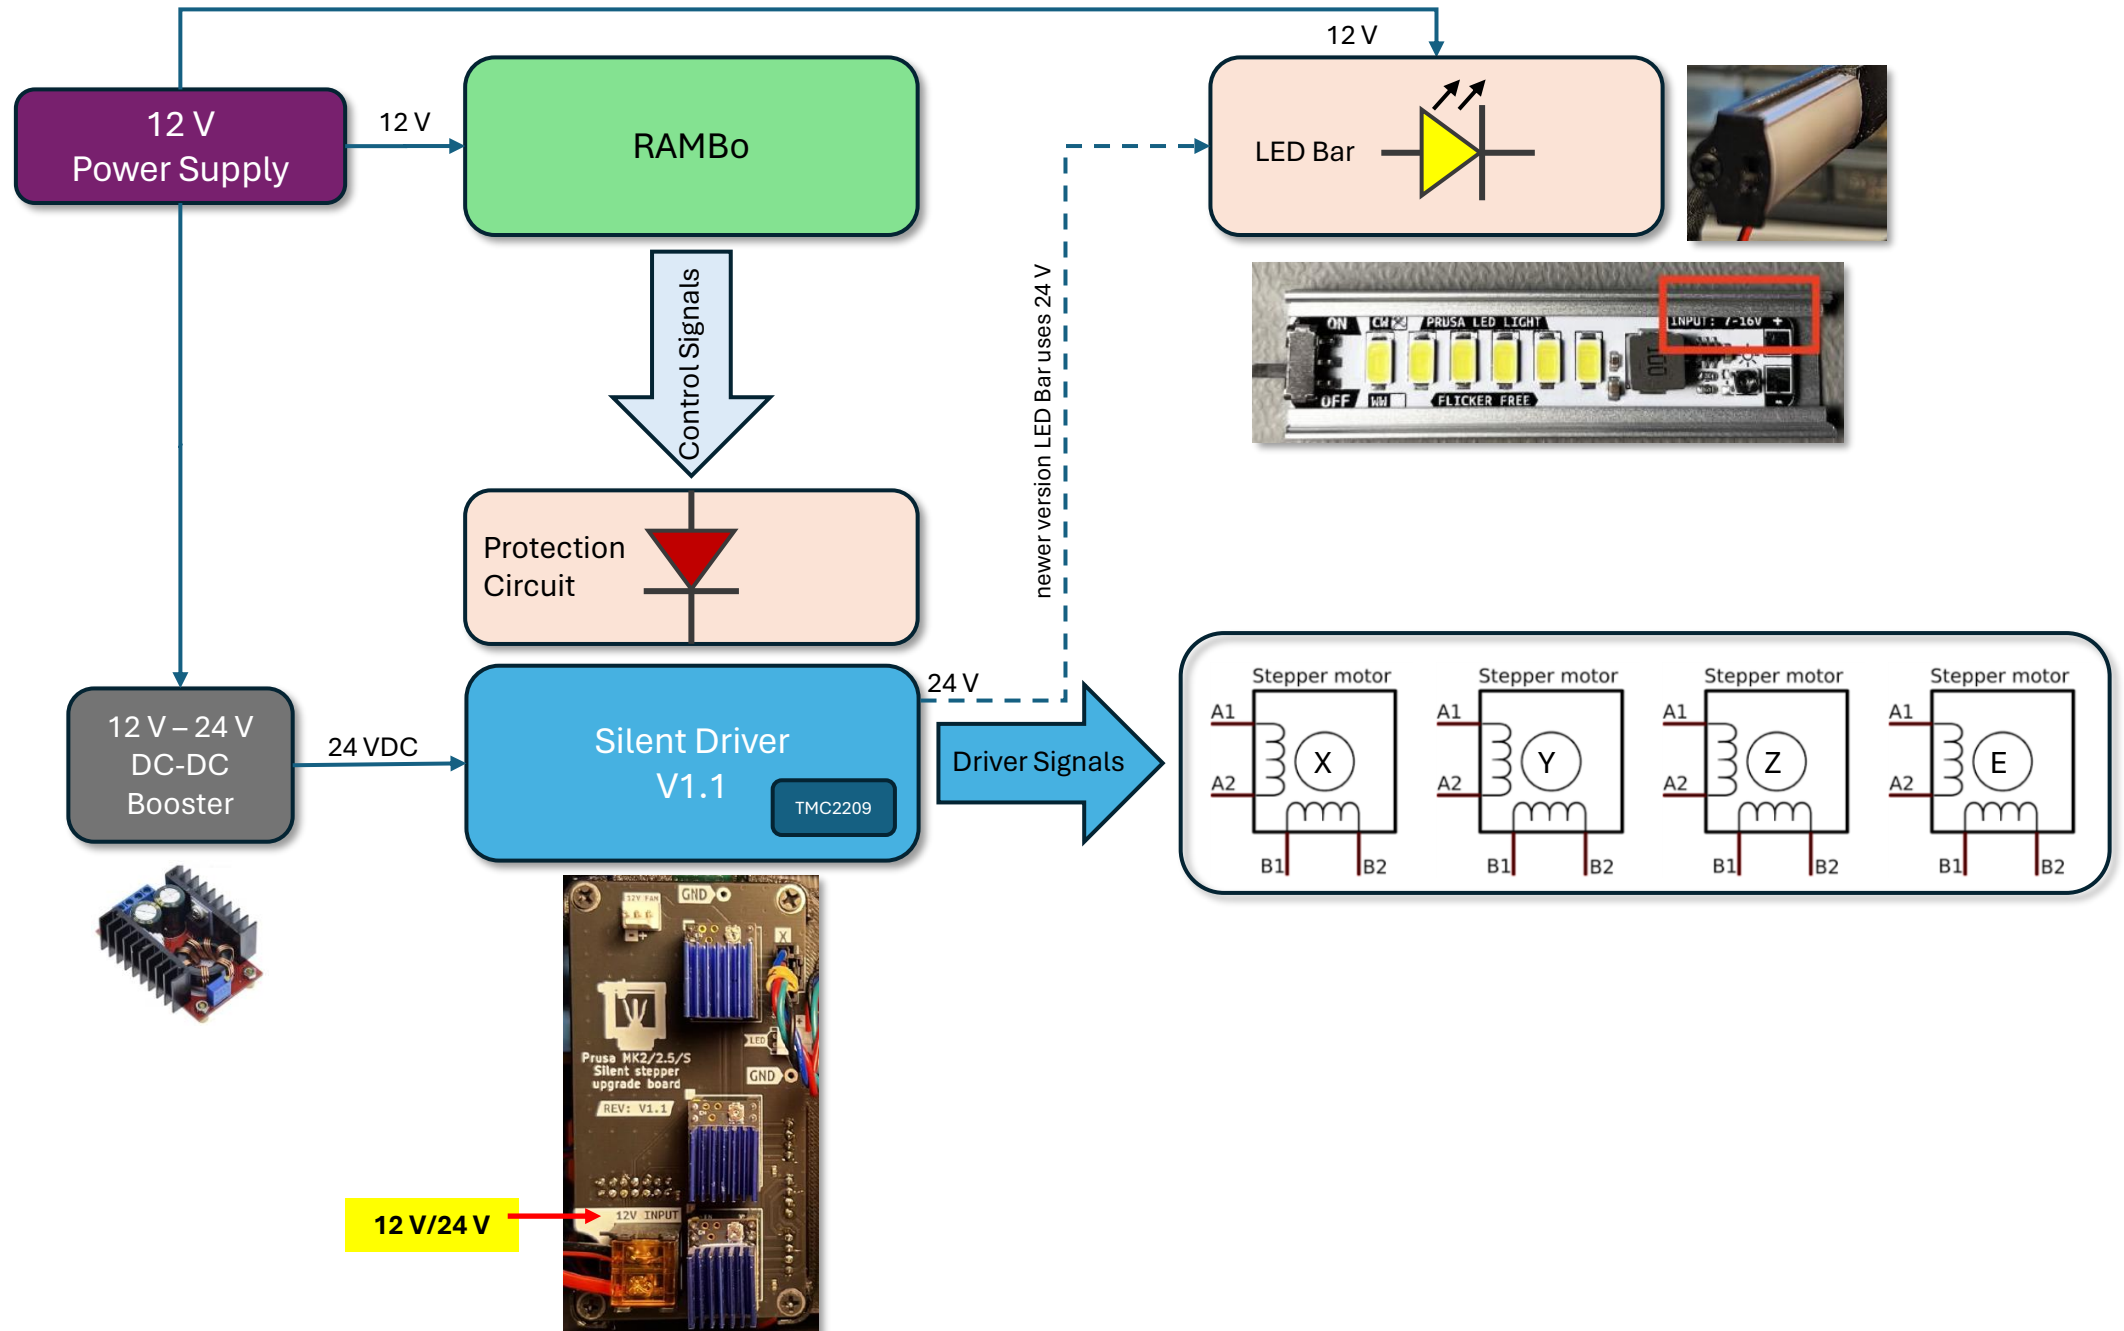 12 V
12 V
Power Supply
12 V
RAMBo
LED Bar
Control Signals
newer version LED Bar uses 24 V
ON
CW
PRUSA LED LIGHT
INPUT: 7-16V +
OFF
WW
FLICKER FREE
-
Protection
Circuit
12 V – 24 V
DC-DC
Booster
24 VDC
Silent Driver
V1.1
TMC2209
24 V
Driver Signals
Stepper motor
A1
A2
X
B1
B2
Stepper motor
A1
A2
Y
B1
B2
Stepper motor
A1
A2
Z
B1
B2
Stepper motor
A1
A2
E
B1
B2
12V FAN
- +
GND
X
LED
GND
Prusa MK2/2.5/S
Silent stepper
upgrade board
REV: V1.1
12V INPUT
12 V/24 V